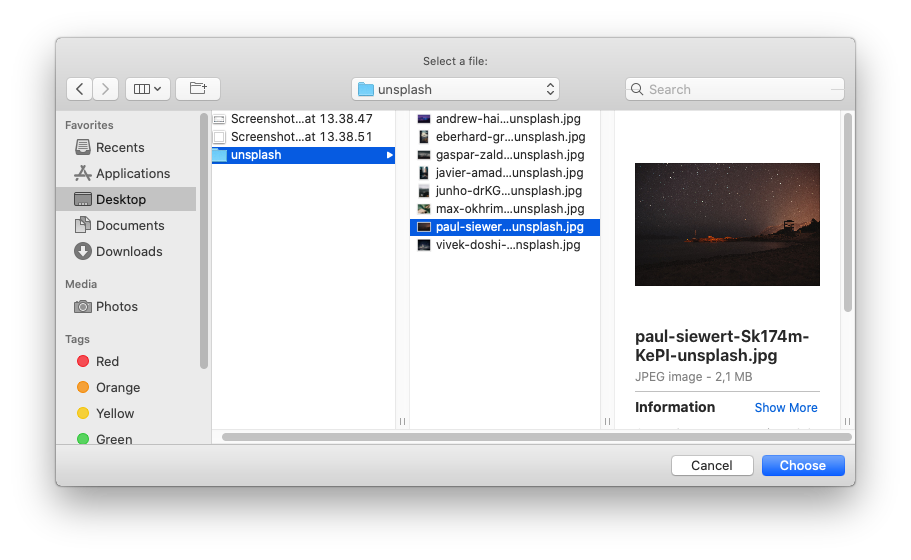 Select a file:
unsplash
Search
Favorites
Recents
Applications
Desktop
Documents
Downloads
Media
Photos
Tags
Red
Orange
Yellow
Green
Screenshot...at 13.38.47
Screenshot...at 13.38.51
unsplash
andrew-hai...unsplash.jpg
eberhard-gr...unsplash.jpg
gaspar-zald...unsplash.jpg
javier-amad...unsplash.jpg
junho-drKG...unsplash.jpg
max-okhrim...unsplash.jpg
paul-siewer...unsplash.jpg
vivek-doshi-...nsplash.jpg
paul-siewert-Sk174m-
KePI-unsplash.jpg
JPEG image - 2,1 MB
Information
Show More
Cancel
Choose